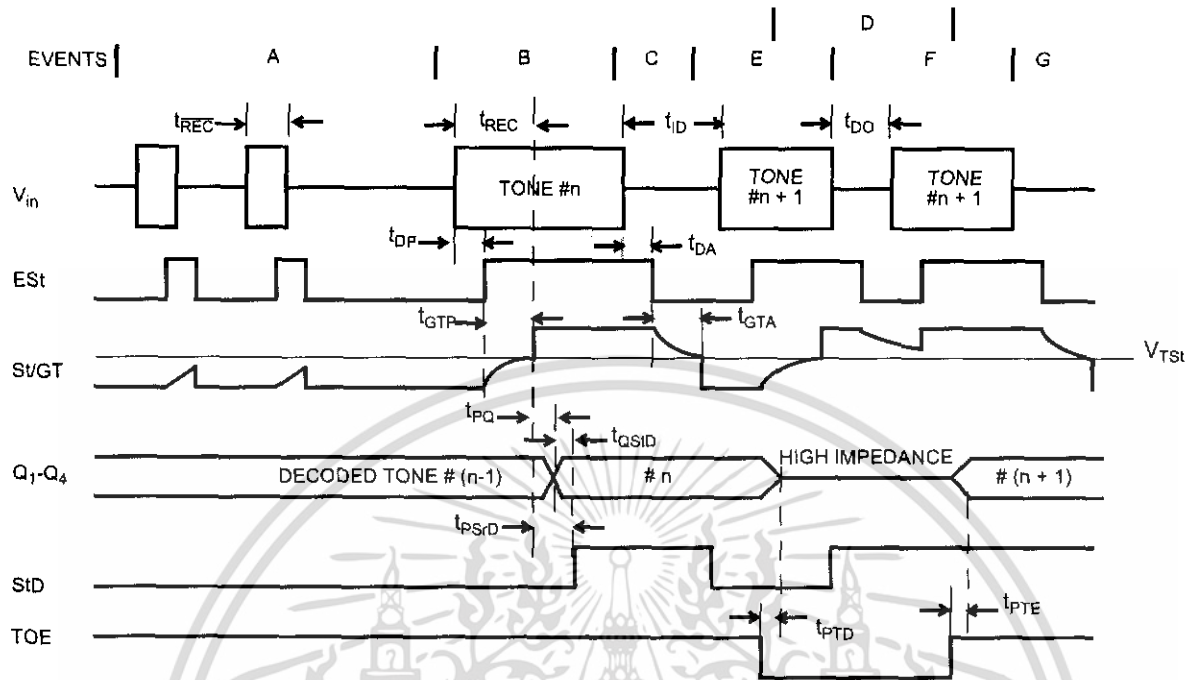 D
EVENTS A B C E F G
tREC tREC tID tDO
Vin TONE #n TONE #n + 1 TONE #n + 1
tDP tDA
ESt
tGTP tGTA
St/GT VTSt
tPQ tQStD
Q1-Q4 DECODED TONE # (n-1) # n HIGH IMPEDANCE # (n + 1)
tPSrD
StD
tPTD tPTE
TOE